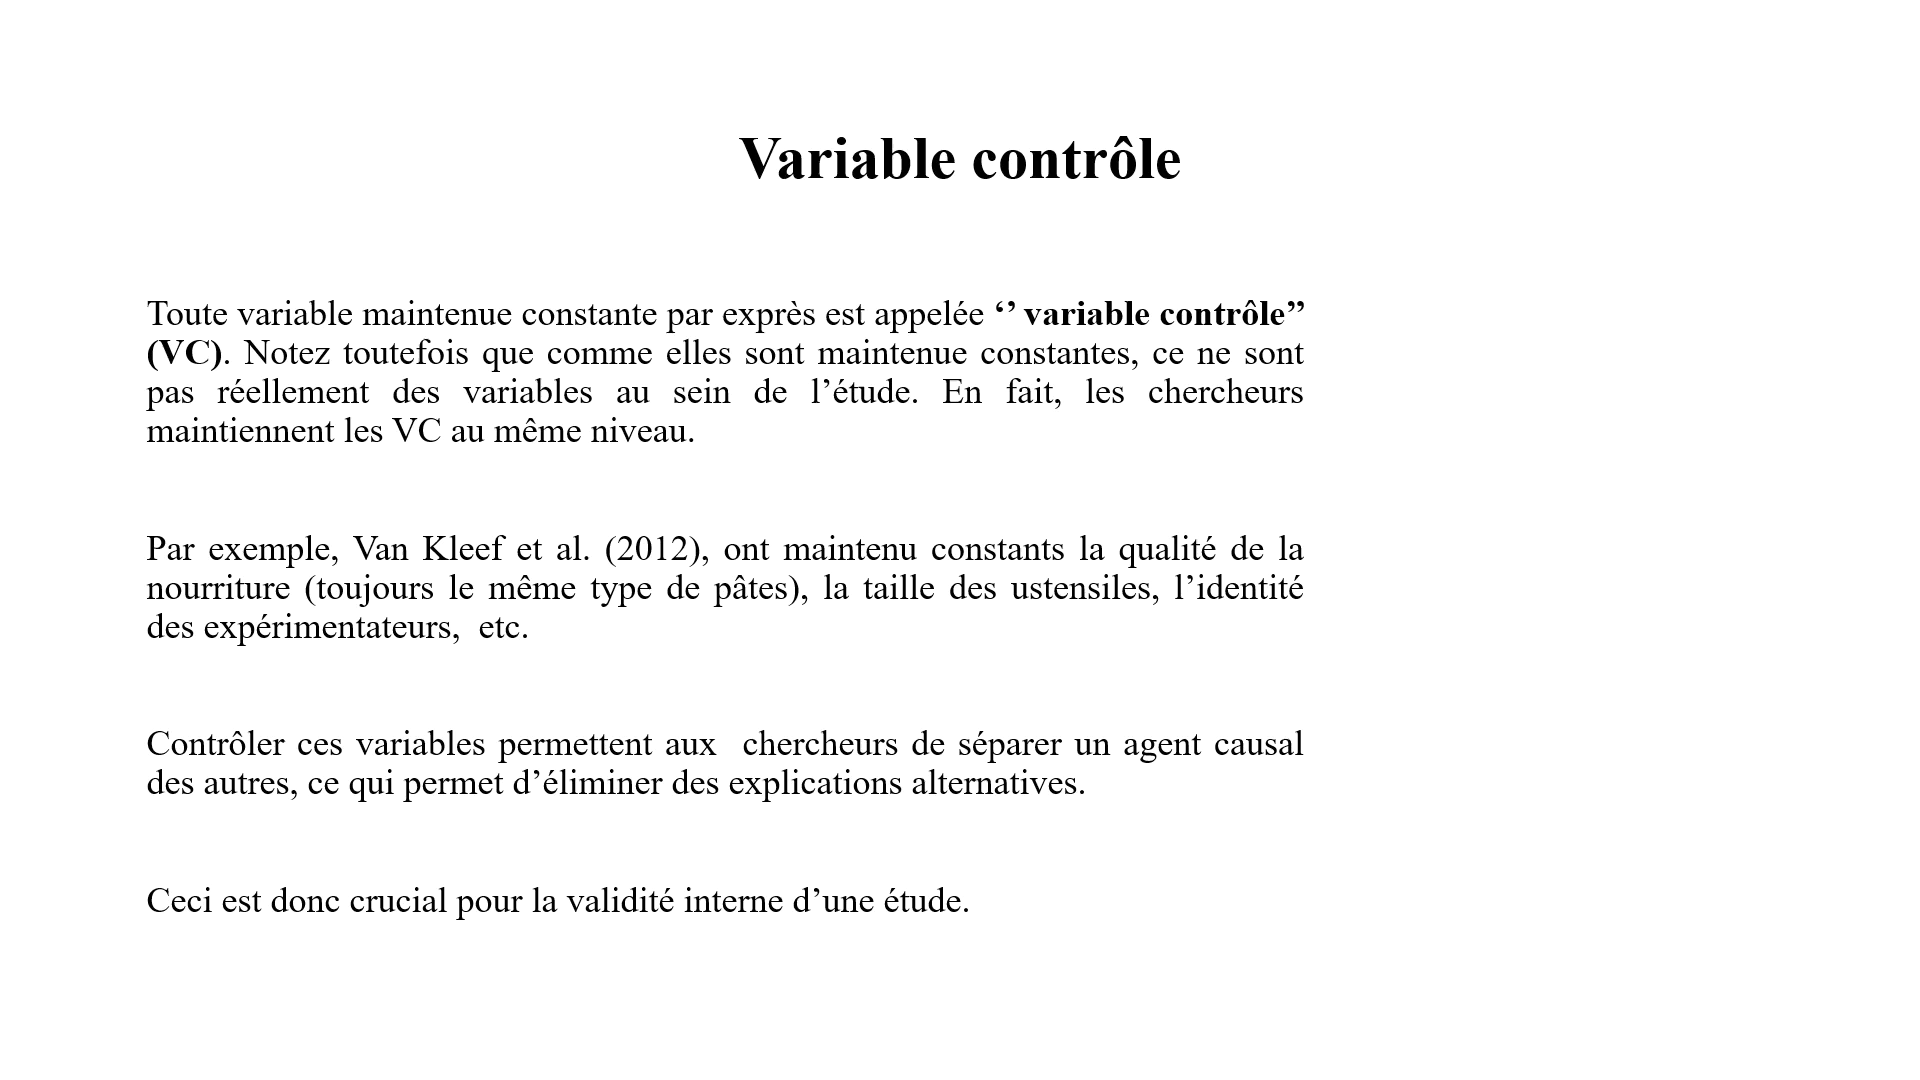 Variable contrôle
Toute variable maintenue constante par exprès est appelée ‘’ variable contrôle’’
(VC). Notez toutefois que comme elles sont maintenue constantes, ce ne sont
pas réellement des variables au sein de l’étude. En fait, les chercheurs
maintiennent les VC au même niveau.
Par exemple, Van Kleef et al. (2012), ont maintenu constants la qualité de la
nourriture (toujours le même type de pâtes), la taille des ustensiles, l’identité
des expérimentateurs,  etc.
Contrôler ces variables permettent aux  chercheurs de séparer un agent causal
des autres, ce qui permet d’éliminer des explications alternatives.
Ceci est donc crucial pour la validité interne d’une étude.